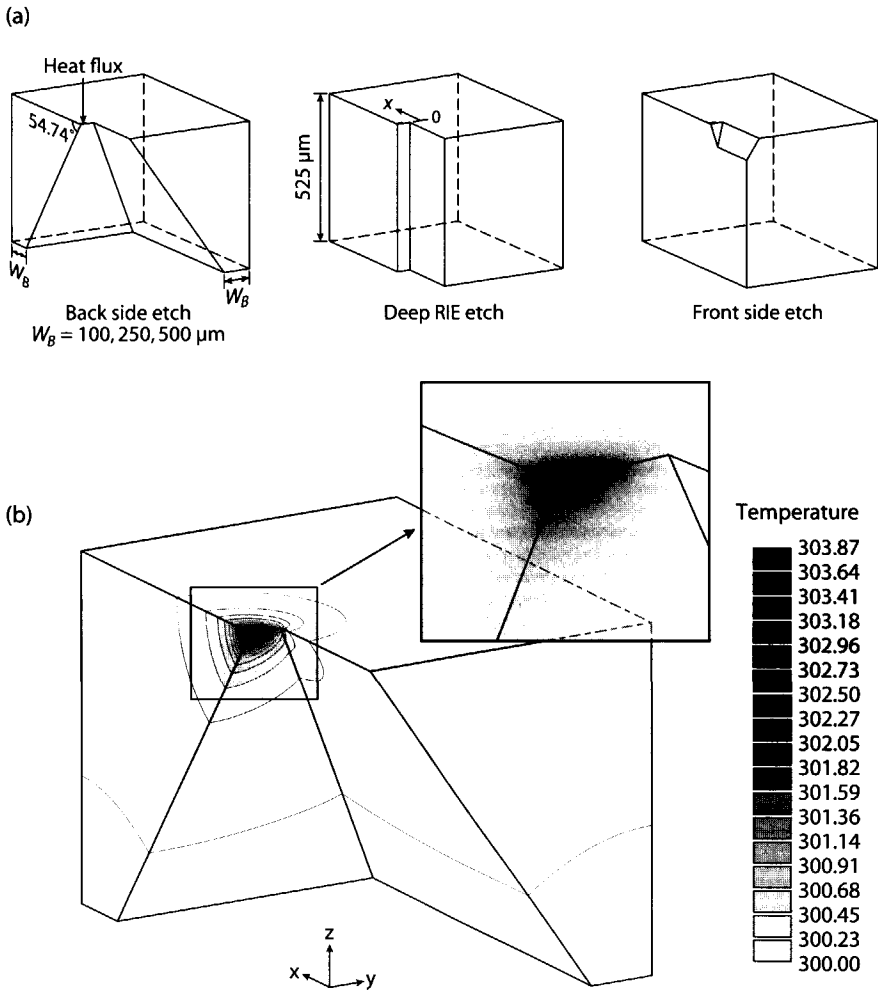 (a)
Heat flux
54.74°
W_B
W_B
Back side etch
W_B = 100, 250, 500 µm
x
0
525 µm
Deep RIE etch
Front side etch
(b)
Temperature
303.87
303.64
303.41
303.18
302.96
302.73
302.50
302.27
302.05
301.82
301.59
301.36
301.14
300.91
300.68
300.45
300.23
300.00
z
x
y